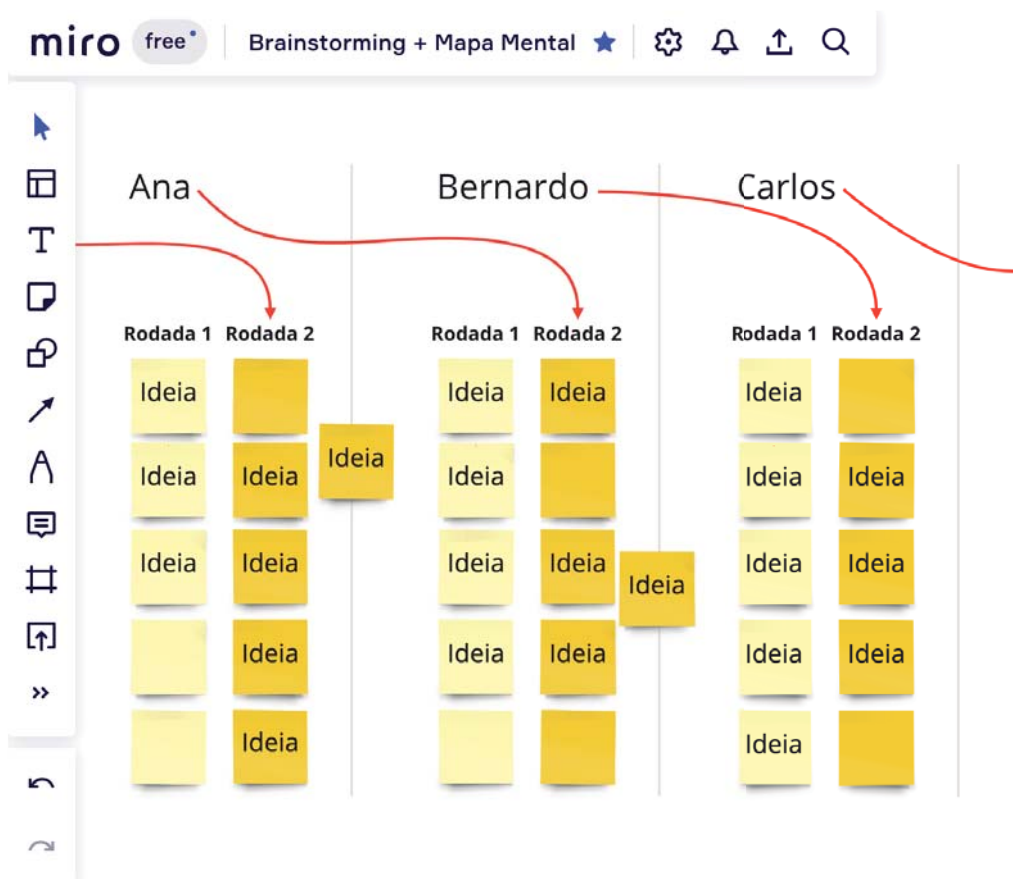 miro free Brainstorming + Mapa Mental
Ana Bernardo Carlos
Rodada 1 Rodada 2 Rodada 1 Rodada 2 Rodada 1 Rodada 2
Ideia Ideia Ideia Ideia
Ideia
Ideia Ideia Ideia Ideia Ideia
Ideia Ideia Ideia Ideia Ideia Ideia
Ideia
Ideia Ideia Ideia Ideia Ideia
Ideia Ideia